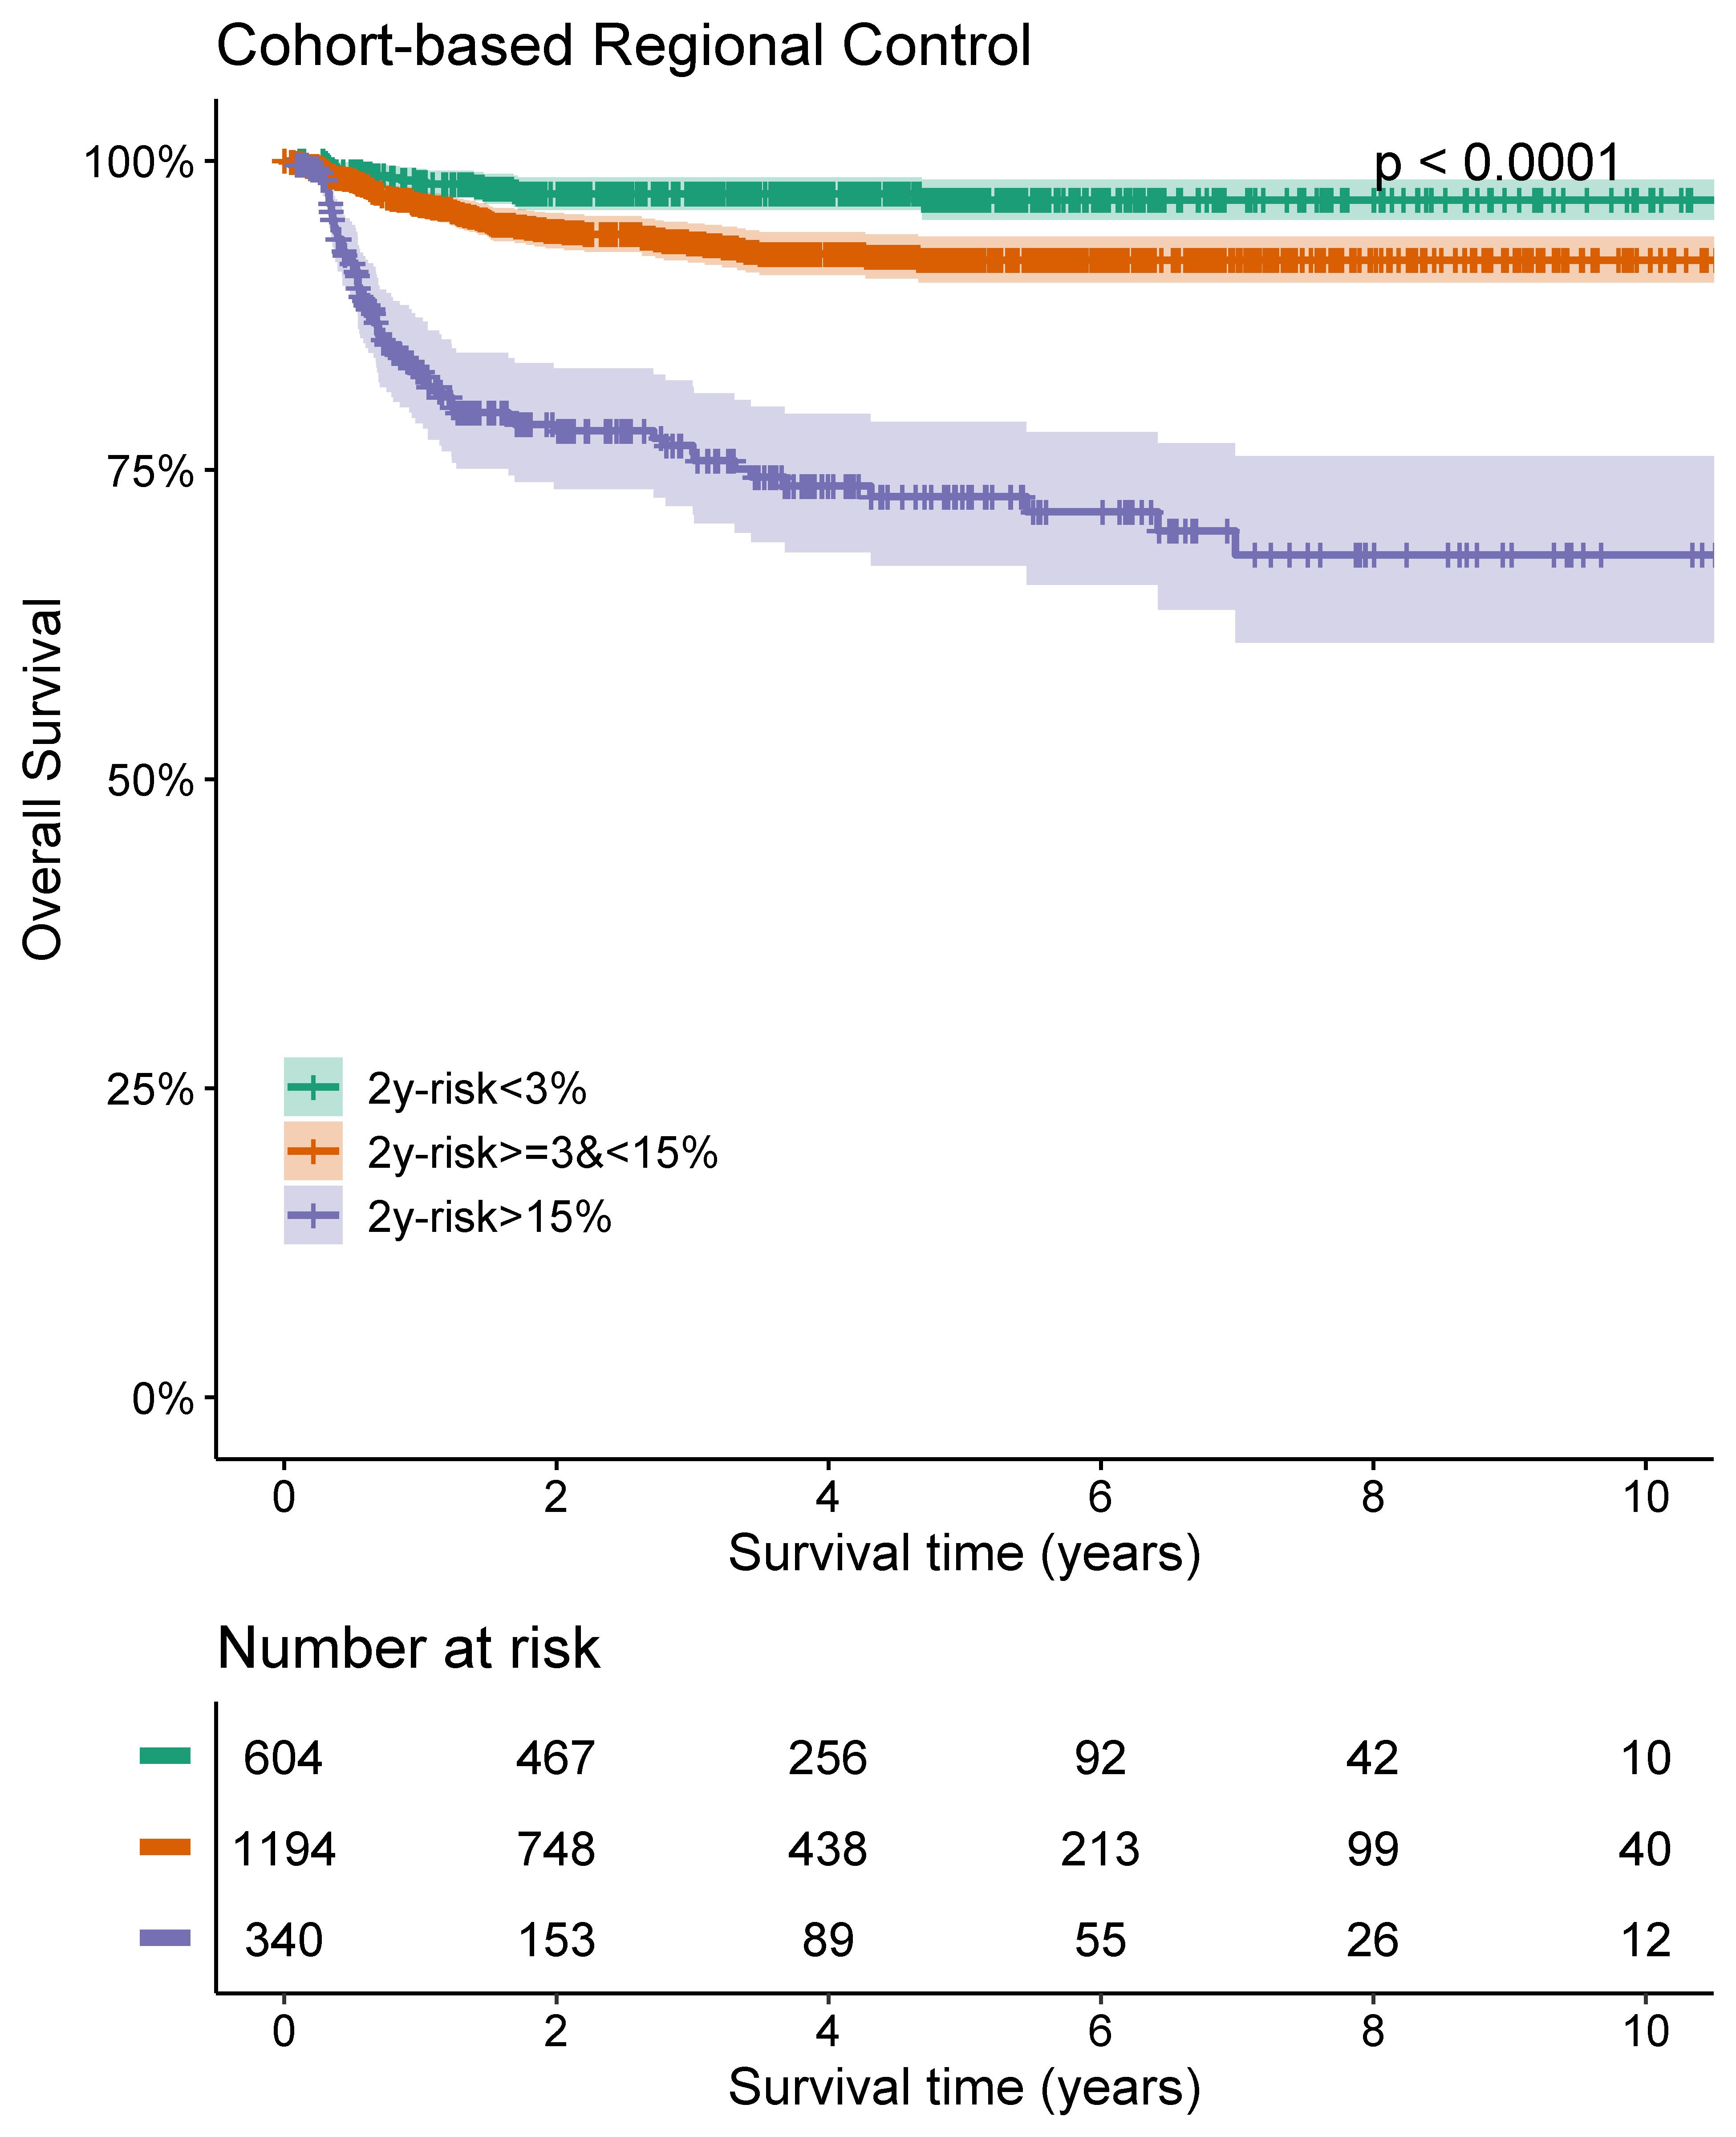 Cohort-based Regional Control
p < 0.0001
100%
75%
50%
25%
0%
Overall Survival
2y-risk<3%
2y-risk>=3&<15%
2y-risk>15%
0 2 4 6 8 10
Survival time (years)
Number at risk
604 467 256 92 42 10
1194 748 438 213 99 40
340 153 89 55 26 12
0 2 4 6 8 10
Survival time (years)